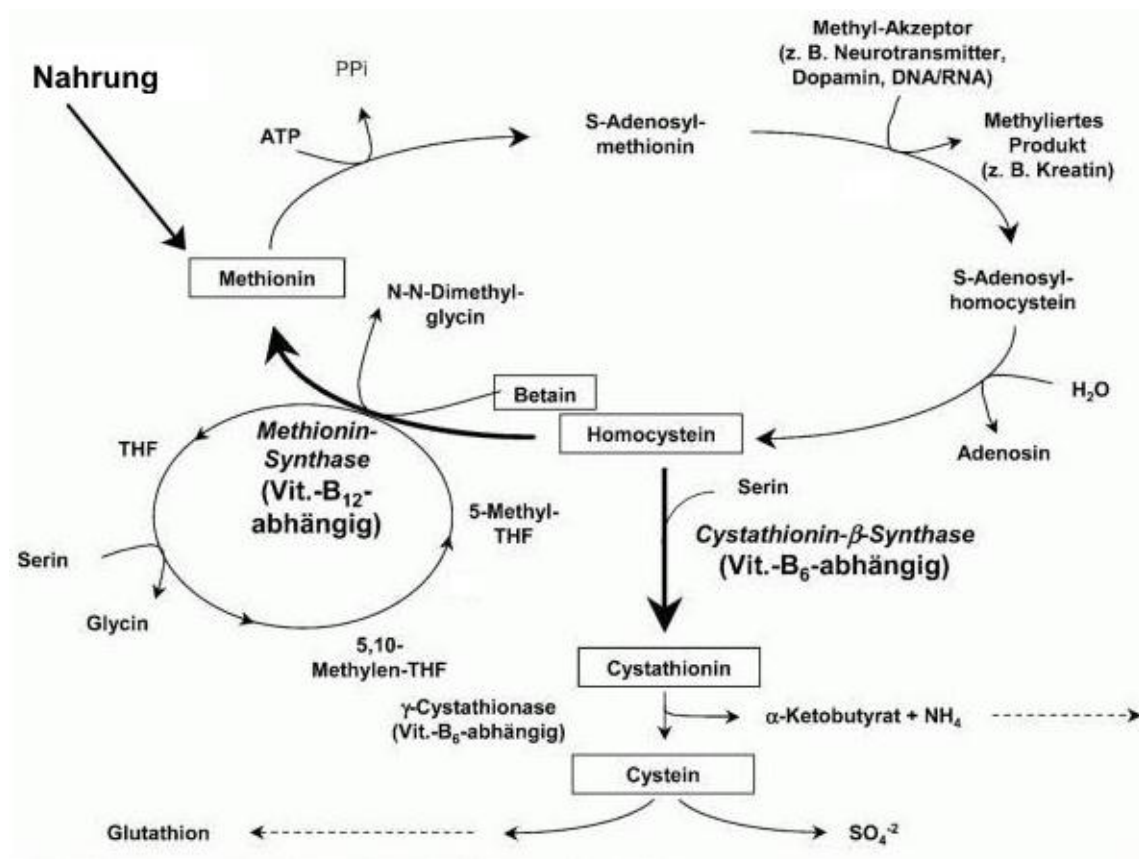 Methyl-Akzeptor
(z. B. Neurotransmitter,
Dopamin, DNA/RNA)
Nahrung
PPi
ATP
S-Adenosyl-
methionin
Methyliertes
Produkt
(z. B. Kreatin)
Methionin
N-N-Dimethyl-
glycin
S-Adenosyl-
homocystein
Betain
H₂O
Homocystein
Adenosin
THF
Methionin-
Synthase
(Vit.-B₁₂-
abhängig)
5-Methyl-
THF
Serin
Cystathionin-β-Synthase
(Vit.-B₆-abhängig)
Serin
Glycin
5,10-
Methylen-THF
Cystathionin
γ-Cystathionase
(Vit.-B₆-abhängig)
α-Ketobutyrat + NH₄
Cystein
Glutathion
SO₄⁻²